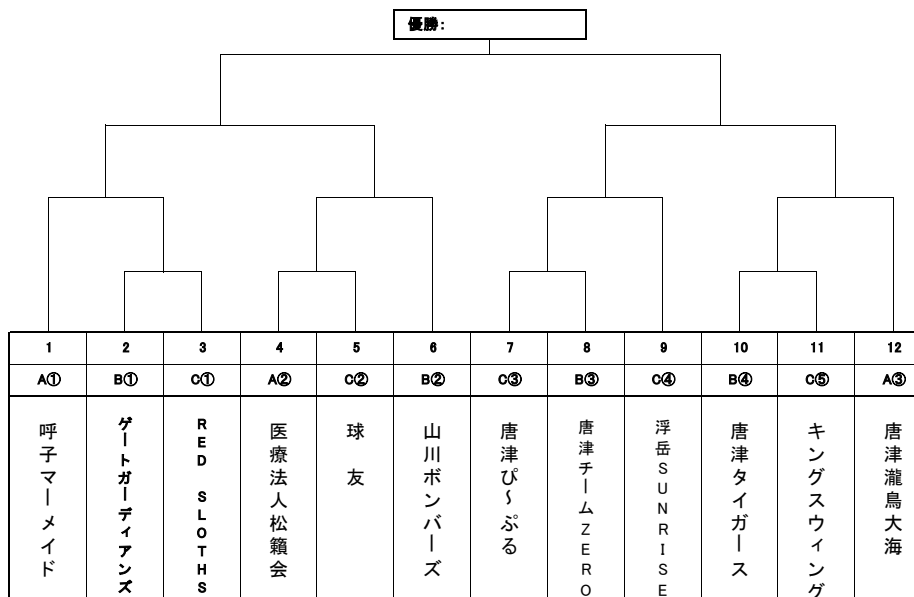 優勝：
1 2 3 4 5 6 7 8 9 10 11 12
A① B① C① A② C② B② C③ B③ C④ B④ C⑤ A③
呼子マーメイド
ゲートガーディアンズ
RED SLOTHS
医療法人松籟会
球 友
山川ボンバーズ
唐津ぴ～ぷる
唐津チームZERO
浮岳SUNRISE
唐津タイガース
キングスウィング
唐津瀧鳥大海